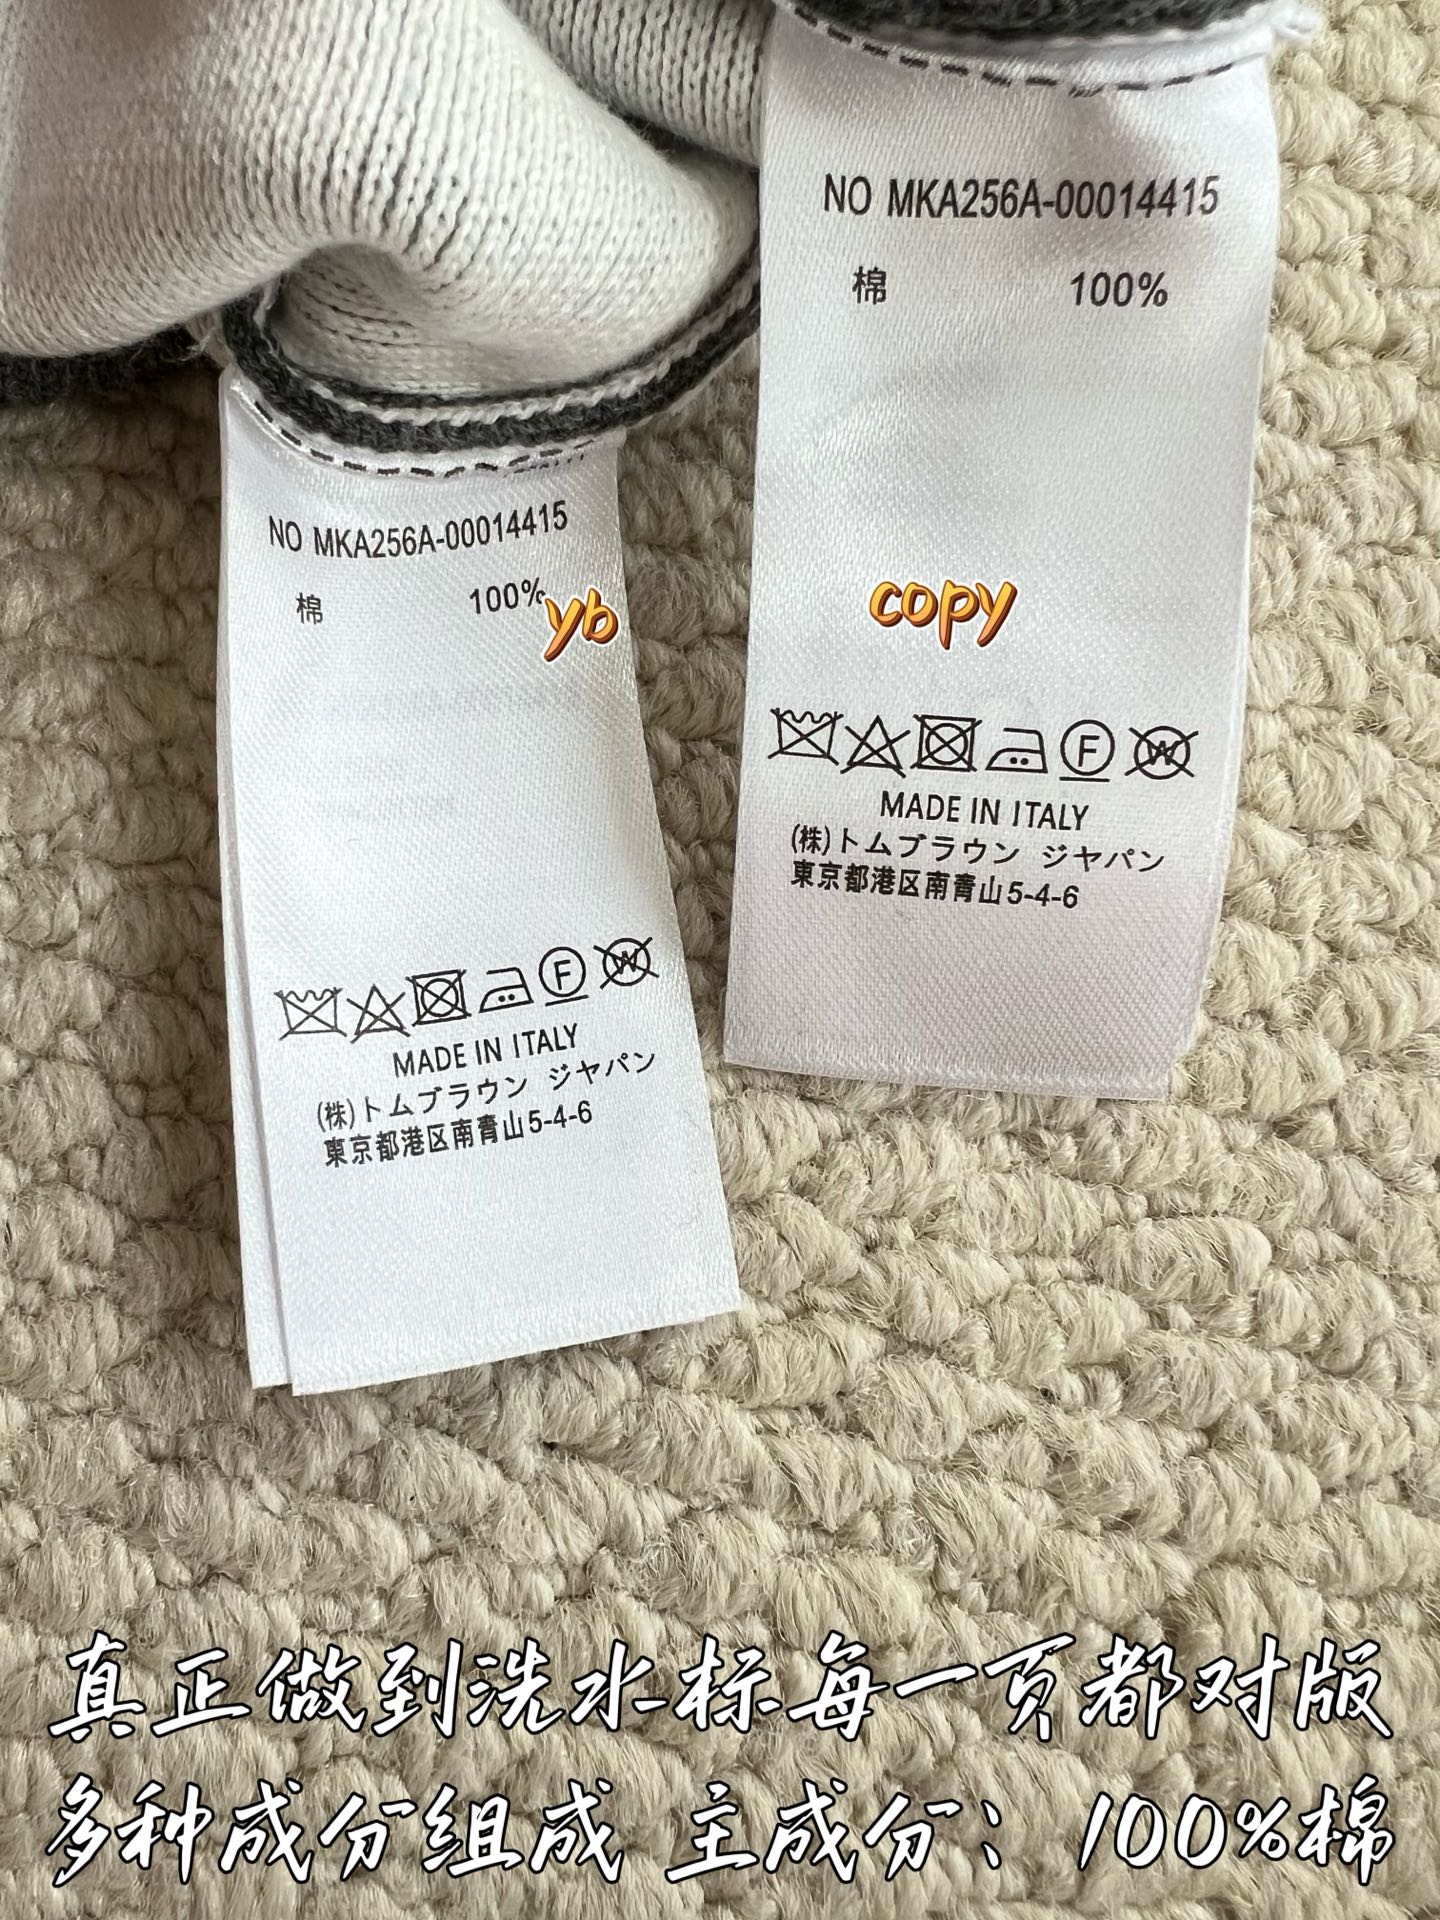 NO MKA256A-00014415
棉 100%
copy
W
F
MADE IN ITALY
(株)トムブラウン ジヤパン
東京都港区南青山5-4-6
NO MKA256A-00014415
棉 100%
yb
F
W
MADE IN ITALY
(株)トムブラウン ジヤパン
東京都港区南青山5-4-6
真正做到洗水标每一页都对版
多种成分组成 主成分：100%棉